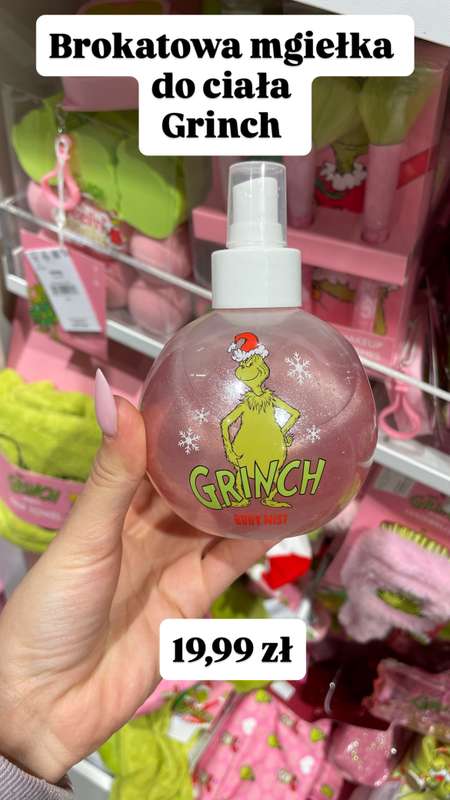 Brokatowa mgiełka
do ciała
Grinch
GRINCH
BODY MIST
19,99 zł